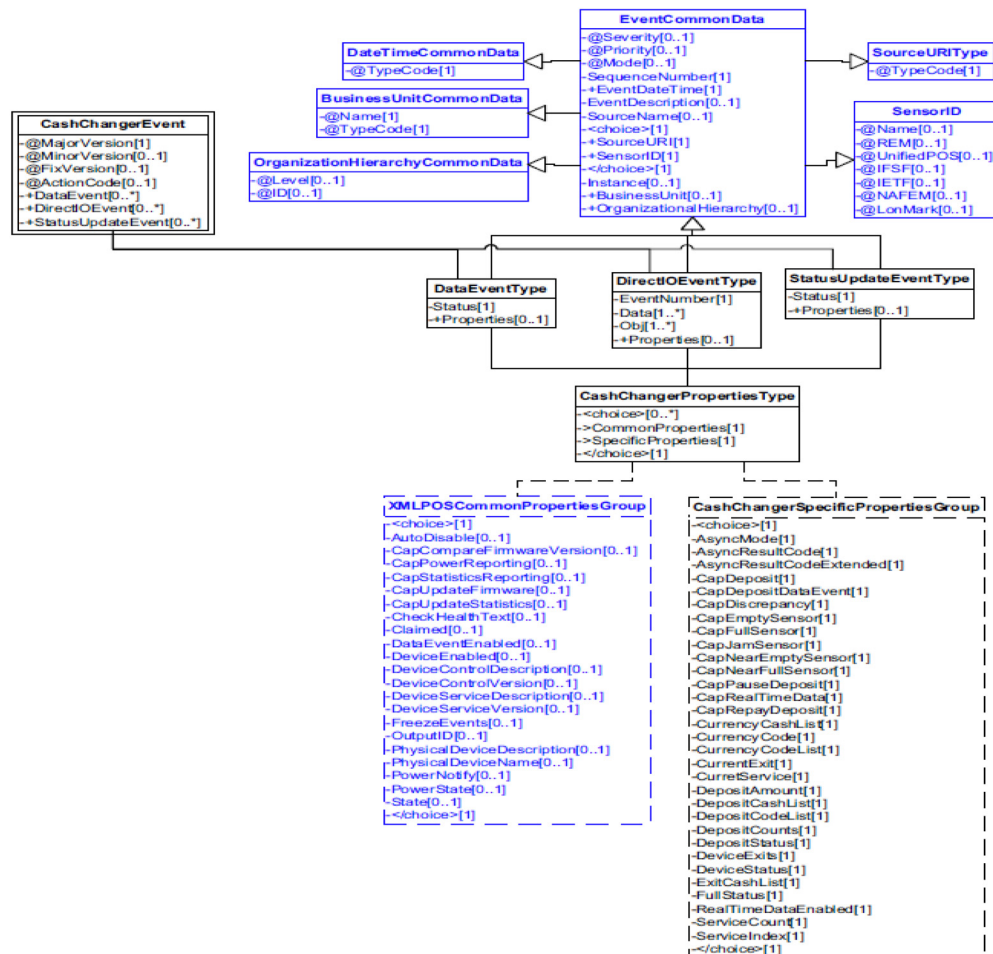 EventCommonData
-@Severity[0..1]
-@Priority[0..1]
-@Mode[0..1]
-SequenceNumber[1]
-+EventDateTime[1]
-EventDescription[0..1]
-SourceName[0..1]
-<choice>[1]
-+SourceURI[1]
-+SensorID[1]
-</choice>[1]
-Instance[0..1]
-+BusinessUnit[0..1]
-+OrganizationalHierarchy[0..1]
DateTimeCommonData
-@TypeCode[1]
BusinessUnitCommonData
-@Name[1]
-@TypeCode[1]
OrganizationHierarchyCommonData
-@Level[0..1]
-@ID[0..1]
SourceURIType
-@TypeCode[1]
SensorID
-@Name[0..1]
-@REM[0..1]
-@UnifiedPOS[0..1]
-@IFSF[0..1]
-@IETF[0..1]
-@NAFEM[0..1]
-@LonMark[0..1]
CashChangerEvent
-@MajorVersion[1]
-@MinorVersion[0..1]
-@FixVersion[0..1]
-@ActionCode[0..1]
-+DataEvent[0..*]
-+DirectIOEvent[0..*]
-+StatusUpdateEvent[0..*]
DataEventType
-Status[1]
-+Properties[0..1]
DirectIOEventType
-EventNumber[1]
-Data[1..*]
-Obj[1..*]
-+Properties[0..1]
StatusUpdateEventType
-Status[1]
-+Properties[0..1]
CashChangerPropertiesType
-<choice>[0..*]
->CommonProperties[1]
->SpecificProperties[1]
-</choice>[1]
XMLPOSCommonPropertiesGroup
-<choice>[1]
-AutoDisable[0..1]
-CapCompareFirmwareVersion[0..1]
-CapPowerReporting[0..1]
-CapStatisticsReporting[0..1]
-CapUpdateFirmware[0..1]
-CapUpdateStatistics[0..1]
-CheckHealthText[0..1]
-Claimed[0..1]
-DataEventEnabled[0..1]
-DeviceEnabled[0..1]
-DeviceControlDescription[0..1]
-DeviceControlVersion[0..1]
-DeviceServiceDescription[0..1]
-DeviceServiceVersion[0..1]
-FreezeEvents[0..1]
-OutputID[0..1]
-PhysicalDeviceDescription[0..1]
-PhysicalDeviceName[0..1]
-PowerNotify[0..1]
-PowerState[0..1]
-State[0..1]
-</choice>[1]
CashChangerSpecificPropertiesGroup
-<choice>[1]
-AsyncMode[1]
-AsyncResultCode[1]
-AsyncResultCodeExtended[1]
-CapDeposit[1]
-CapDepositDataEvent[1]
-CapDiscrepancy[1]
-CapEmptySensor[1]
-CapFullSensor[1]
-CapJamSensor[1]
-CapNearEmptySensor[1]
-CapNearFullSensor[1]
-CapPauseDeposit[1]
-CapRealTimeData[1]
-CapRepayDeposit[1]
-CurrencyCashList[1]
-CurrencyCode[1]
-CurrencyCodeList[1]
-CurrentExit[1]
-CurretService[1]
-DepositAmount[1]
-DepositCashList[1]
-DepositCodeList[1]
-DepositCounts[1]
-DepositStatus[1]
-DeviceExits[1]
-DeviceStatus[1]
-ExitCashList[1]
-FullStatus[1]
-RealTimeDataEnabled[1]
-ServiceCount[1]
-ServiceIndex[1]
-</choice>[1]